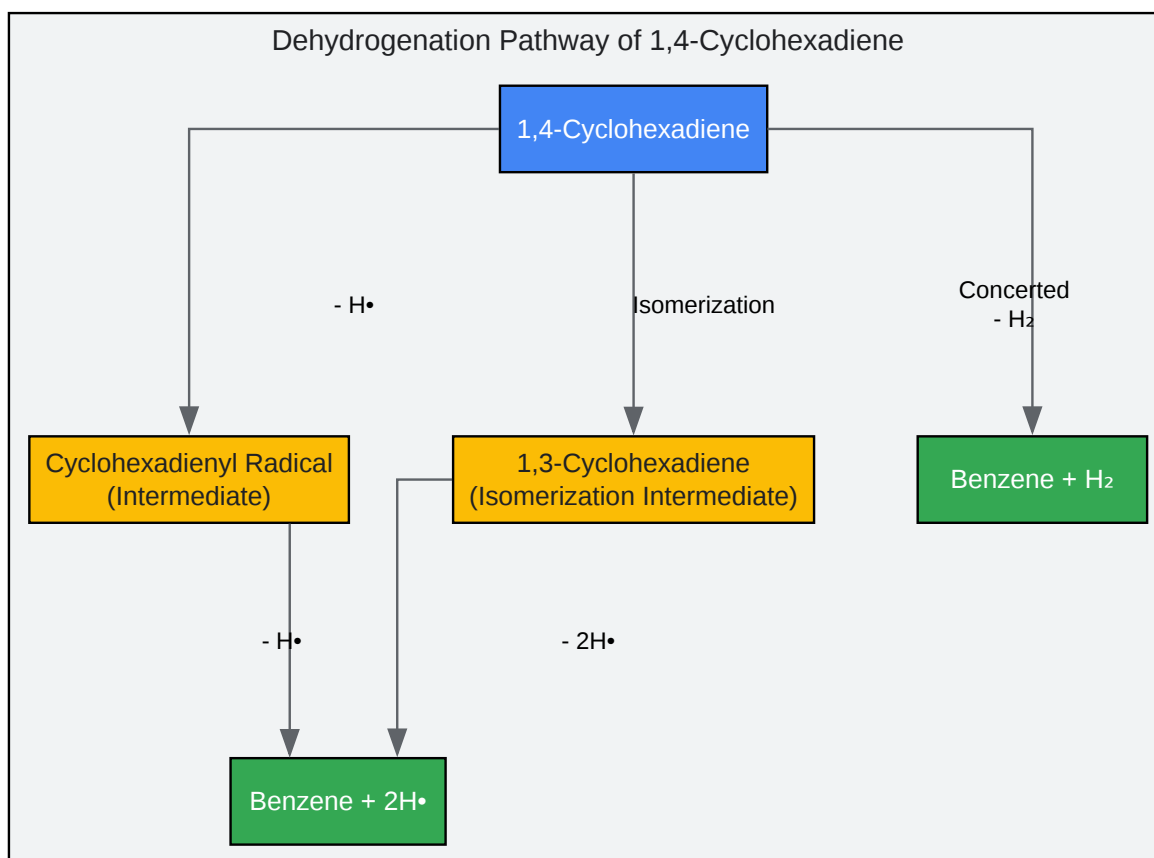 Dehydrogenation Pathway of 1,4-Cyclohexadiene
1,4-Cyclohexadiene
- H•
Isomerization
Concerted
- H₂
Cyclohexadienyl Radical
(Intermediate)
1,3-Cyclohexadiene
(Isomerization Intermediate)
Benzene + H₂
- H•
- 2H•
Benzene + 2H•